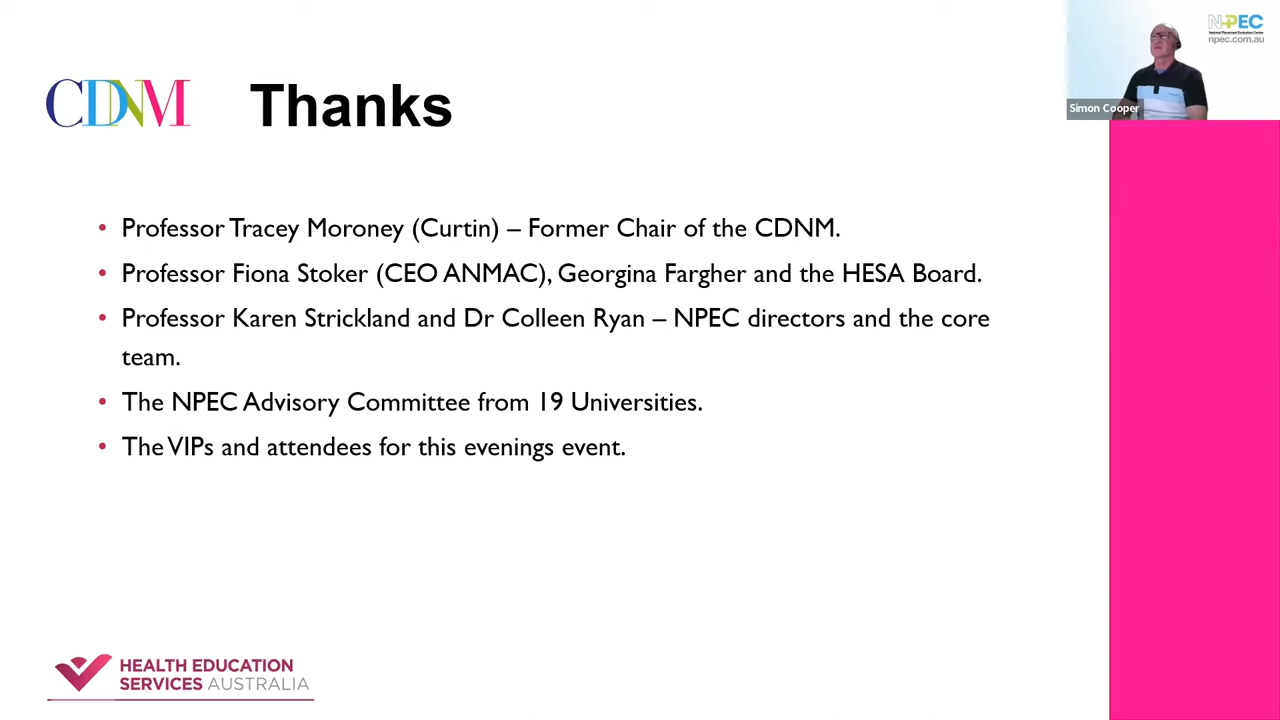 N-PEC
National Placement Evaluation Centre
npec.com.au
Simon Cooper
CDNM
Thanks
• Professor Tracey Moroney (Curtin) – Former Chair of the CDNM.
• Professor Fiona Stoker (CEO ANMAC), Georgina Fargher and the HESA Board.
• Professor Karen Strickland and Dr Colleen Ryan – NPEC directors and the core
team.
• The NPEC Advisory Committee from 19 Universities.
• The VIPs and attendees for this evenings event.
HEALTH EDUCATION
SERVICES AUSTRALIA